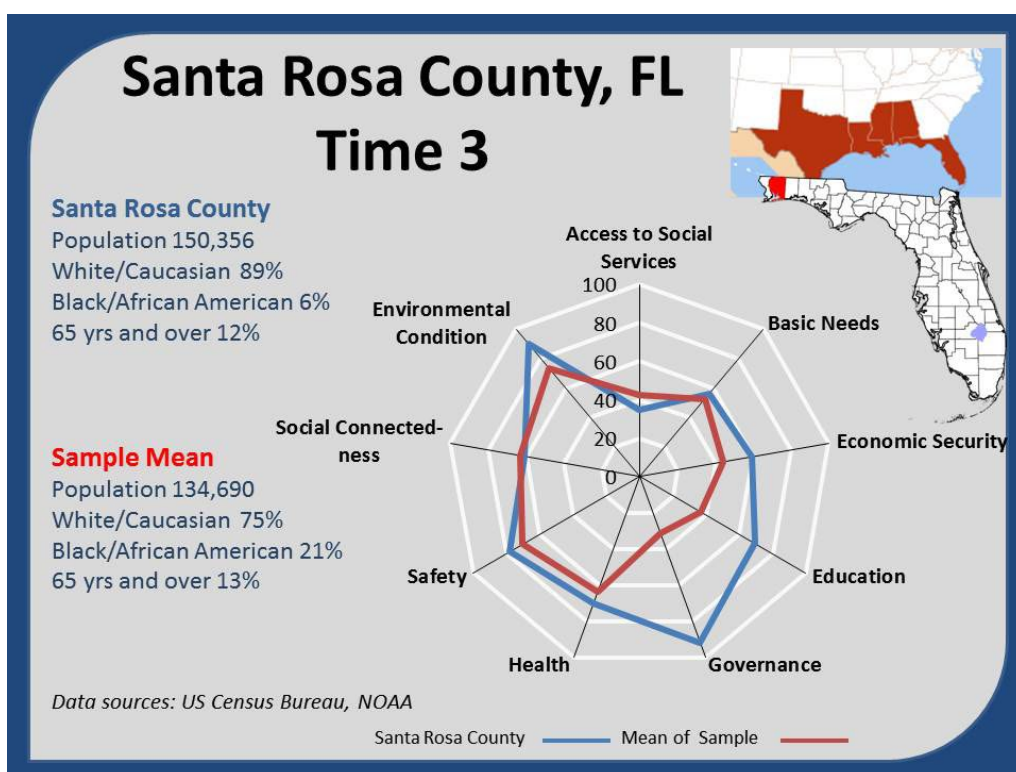 Santa Rosa County, FL
Time 3
Santa Rosa County
Population 150,356
White/Caucasian 89%
Black/African American 6%
65 yrs and over 12%
Sample Mean
Population 134,690
White/Caucasian 75%
Black/African American 21%
65 yrs and over 13%
Access to Social
Services
Basic Needs
Economic Security
Education
Governance
Health
Safety
Social Connected-
ness
Environmental
Condition
100
80
60
40
20
0
Data sources: US Census Bureau, NOAA
Santa Rosa County
Mean of Sample